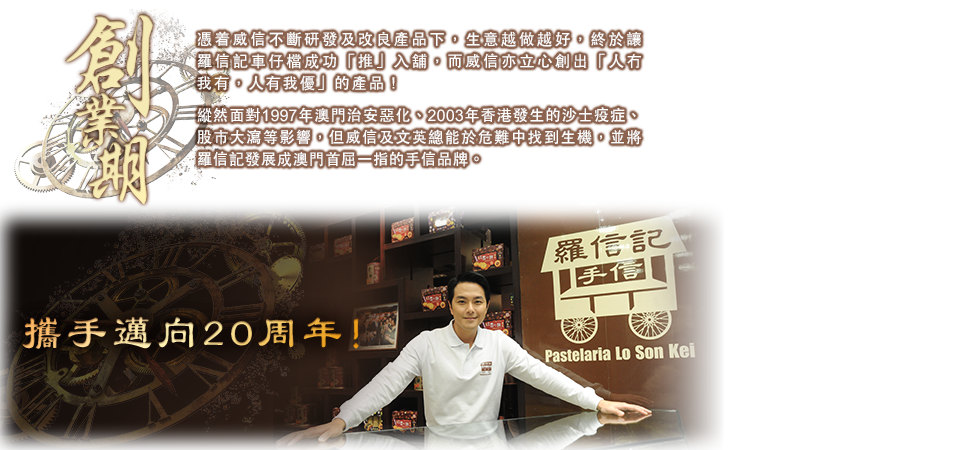 創業期
憑着威信不斷研發及改良產品下，生意越做越好，終於讓
羅信記車仔檔成功「推」入舖，而威信亦立心創出「人冇
我有，人有我優」的產品！
縱然面對1997年澳門治安惡化、2003年香港發生的沙士疫症、
股市大瀉等影響，但威信及文英總能於危難中找到生機，並將
羅信記發展成澳門首屈一指的手信品牌。
羅信記
手信
攜手邁向20周年！
Pastelaria Lo Son Kei